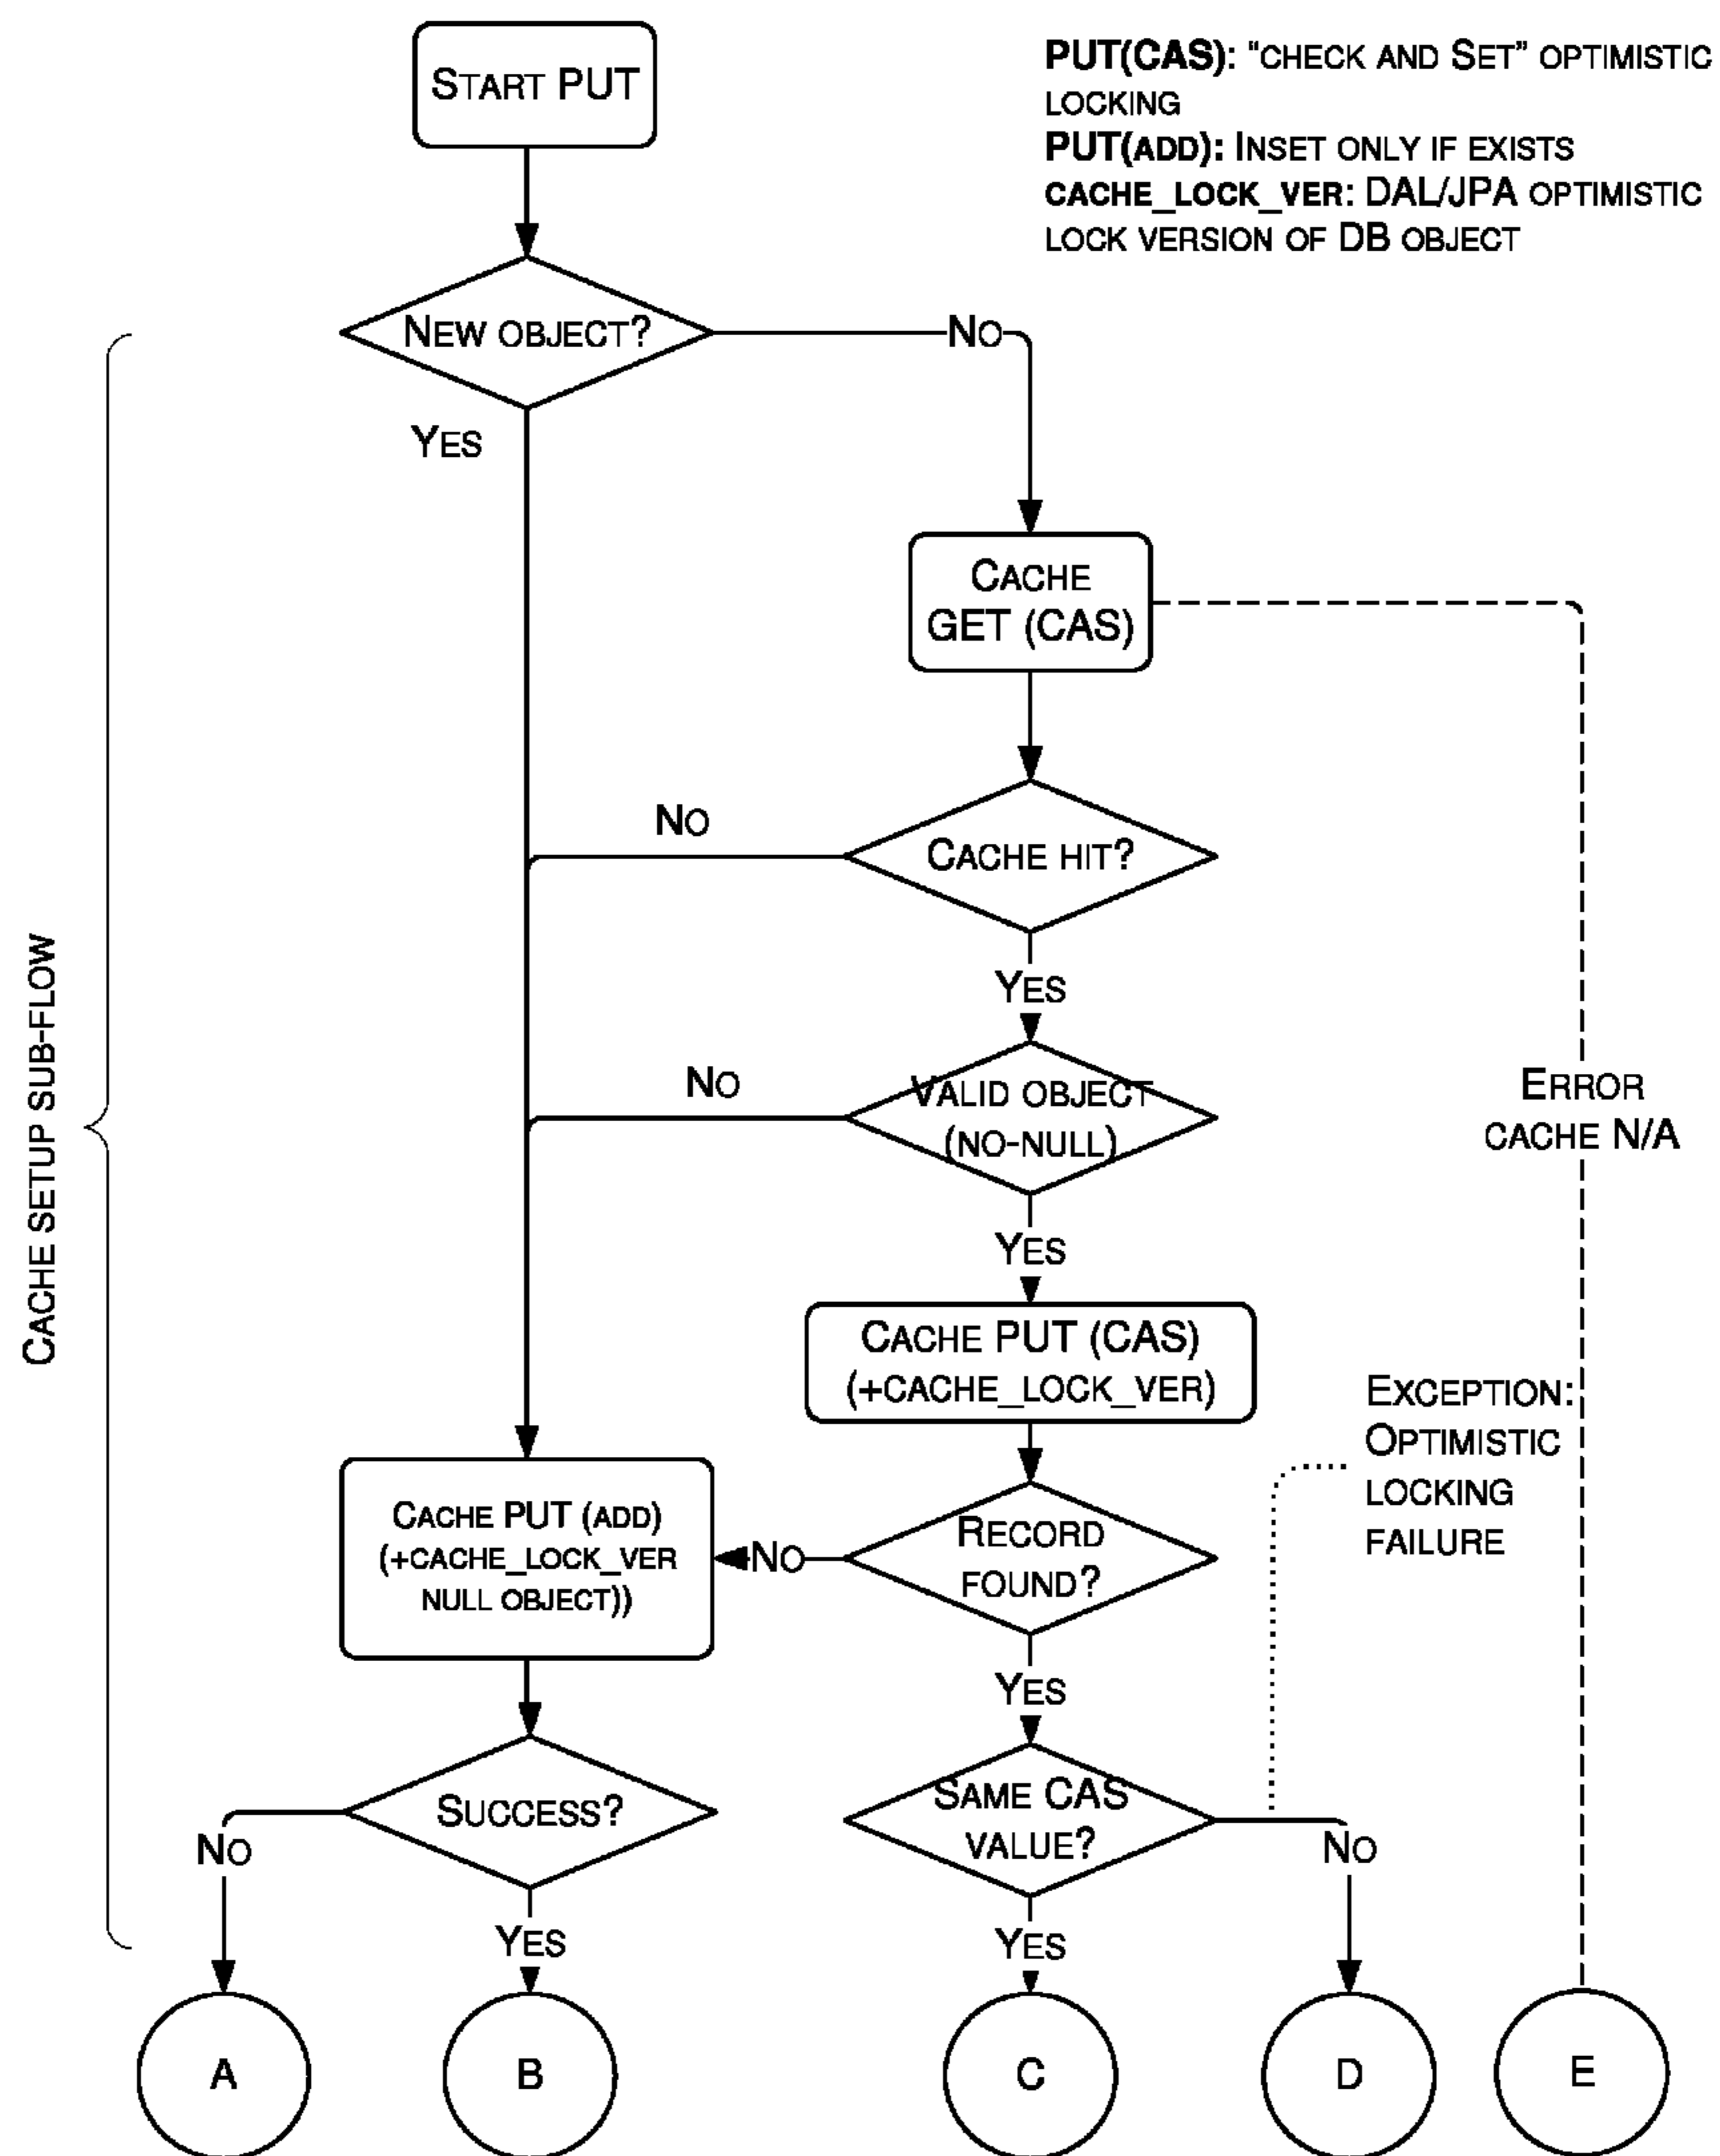 START PUT
PUT(CAS): “CHECK AND SET” OPTIMISTIC
LOCKING
PUT(ADD): INSET ONLY IF EXISTS
CACHE_LOCK_VER: DAL/JPA OPTIMISTIC
LOCK VERSION OF DB OBJECT
NEW OBJECT?
NO
YES
CACHE
GET (CAS)
NO
CACHE HIT?
YES
NO
VALID OBJECT
(NO-NULL)
ERROR
CACHE N/A
YES
CACHE SETUP SUB-FLOW
CACHE PUT (CAS)
(+CACHE_LOCK_VER)
EXCEPTION:
OPTIMISTIC
LOCKING
FAILURE
CACHE PUT (ADD)
(+CACHE_LOCK_VER
NULL OBJECT))
NO
RECORD
FOUND?
YES
SUCCESS?
SAME CAS
VALUE?
NO
NO
YES
YES
A
B
C
D
E